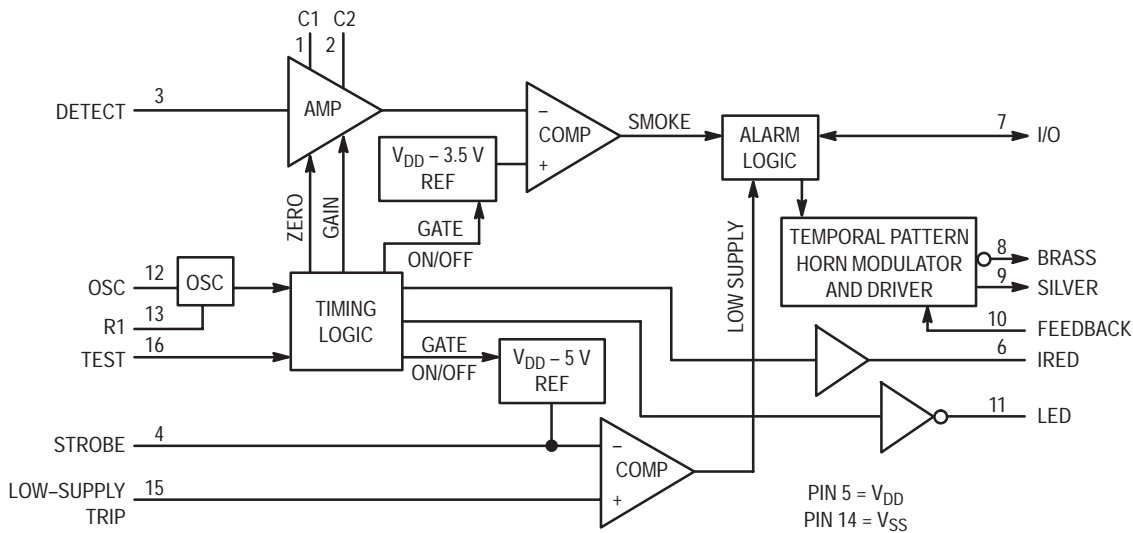 C1
C2
1
2
DETECT
3
AMP
−
COMP
+
SMOKE
ALARM
LOGIC
7
I/O
VDD – 3.5 V
REF
ZERO
GAIN
GATE
ON/OFF
LOW SUPPLY
TEMPORAL PATTERN
HORN MODULATOR
AND DRIVER
8
BRASS
9
SILVER
10
FEEDBACK
OSC
12
OSC
R1
13
TEST
16
TIMING
LOGIC
GATE
ON/OFF
VDD – 5 V
REF
6
IRED
11
LED
STROBE
4
−
COMP
+
LOW–SUPPLY
TRIP
15
PIN 5 = VDD
PIN 14 = VSS